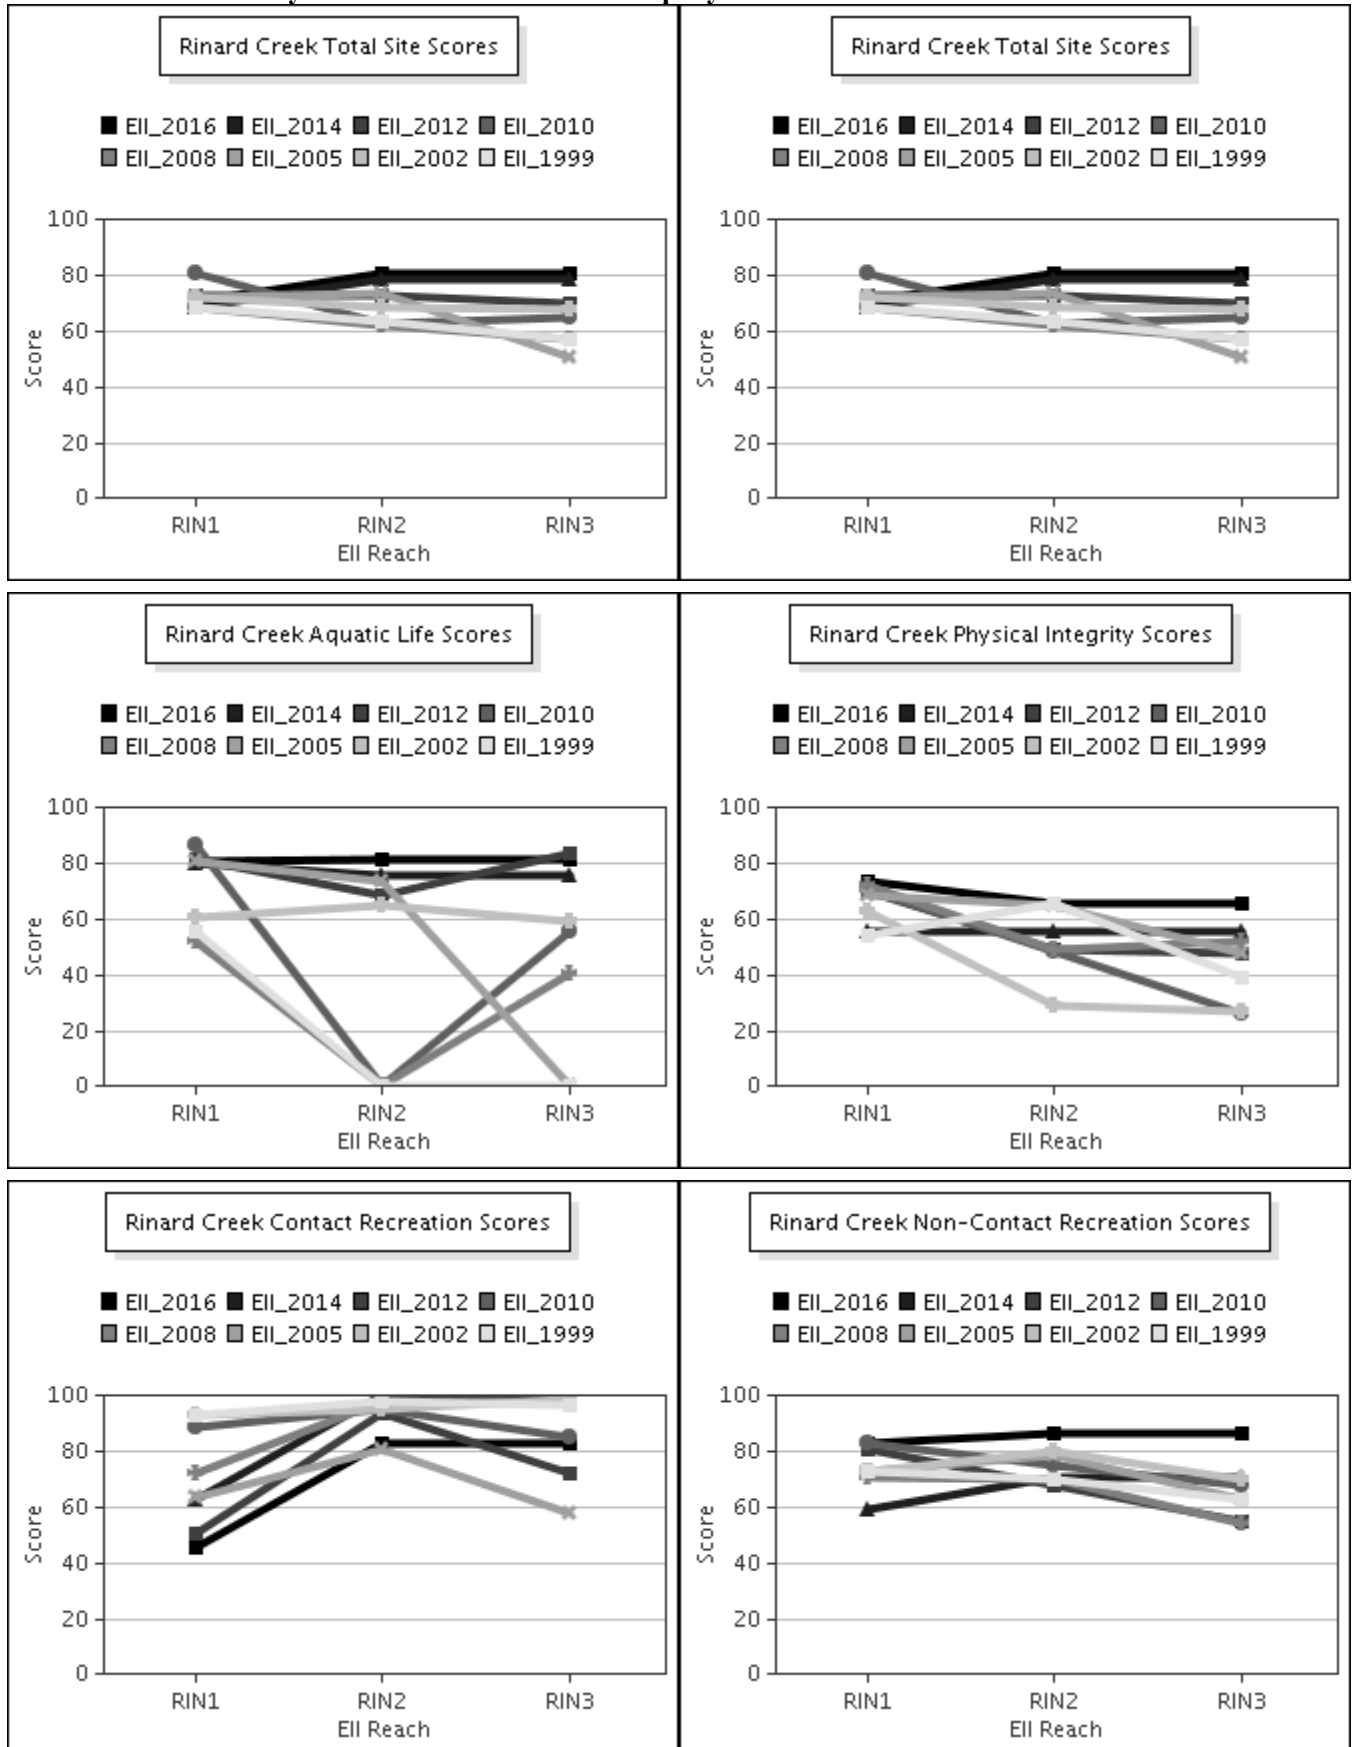 Rinard Creek Total Site Scores
EII_2016 EII_2014 EII_2012 EII_2010
EII_2008 EII_2005 EII_2002 EII_1999
100
80
60
40
20
0
Score
RIN1 RIN2 RIN3
EII Reach
Rinard Creek Total Site Scores
EII_2016 EII_2014 EII_2012 EII_2010
EII_2008 EII_2005 EII_2002 EII_1999
100
80
60
40
20
0
Score
RIN1 RIN2 RIN3
EII Reach
Rinard Creek Aquatic Life Scores
EII_2016 EII_2014 EII_2012 EII_2010
EII_2008 EII_2005 EII_2002 EII_1999
100
80
60
40
20
0
Score
RIN1 RIN2 RIN3
EII Reach
Rinard Creek Physical Integrity Scores
EII_2016 EII_2014 EII_2012 EII_2010
EII_2008 EII_2005 EII_2002 EII_1999
100
80
60
40
20
0
Score
RIN1 RIN2 RIN3
EII Reach
Rinard Creek Contact Recreation Scores
EII_2016 EII_2014 EII_2012 EII_2010
EII_2008 EII_2005 EII_2002 EII_1999
100
80
60
40
20
0
Score
RIN1 RIN2 RIN3
EII Reach
Rinard Creek Non-Contact Recreation Scores
EII_2016 EII_2014 EII_2012 EII_2010
EII_2008 EII_2005 EII_2002 EII_1999
100
80
60
40
20
0
Score
RIN1 RIN2 RIN3
EII Reach